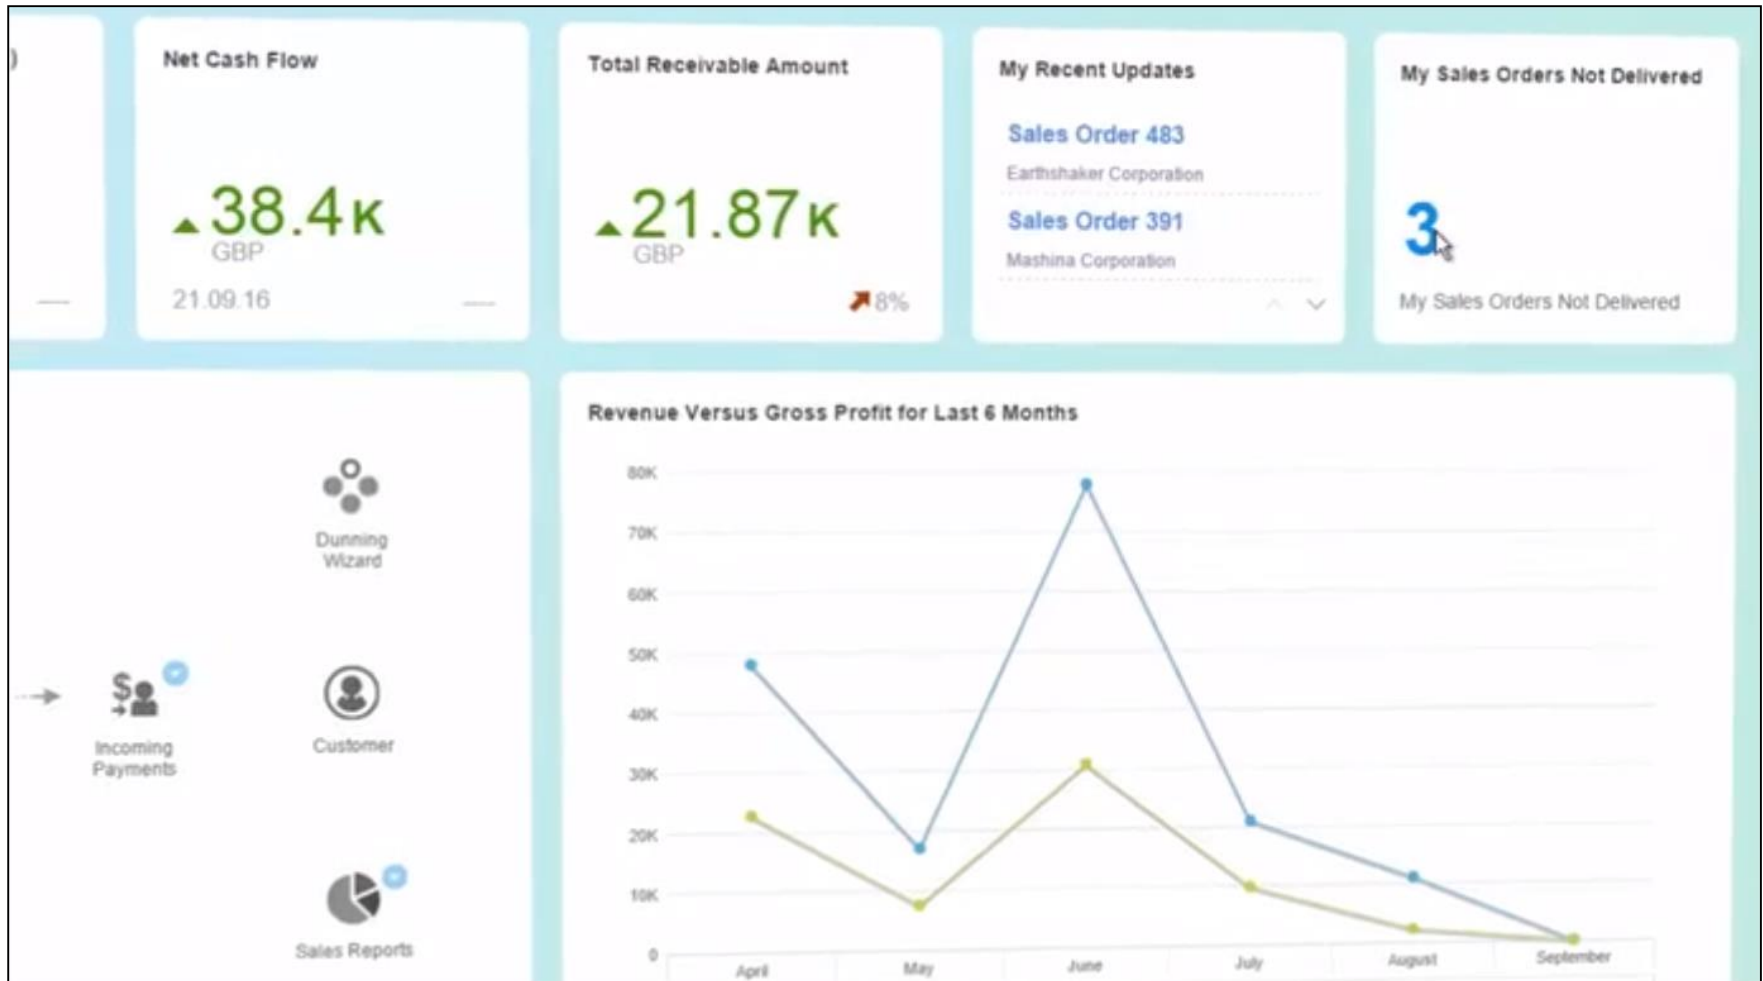 )
Net Cash Flow
38.4K
GBP
21.09.16
Total Receivable Amount
21.87K
GBP
8%
My Recent Updates
Sales Order 483
Earthshaker Corporation
Sales Order 391
Mashina Corporation
My Sales Orders Not Delivered
3
My Sales Orders Not Delivered
Dunning
Wizard
$
Incoming
Payments
Customer
Sales Reports
Revenue Versus Gross Profit for Last 6 Months
80K
70K
60K
50K
40K
30K
20K
10K
0
April
May
June
July
August
September